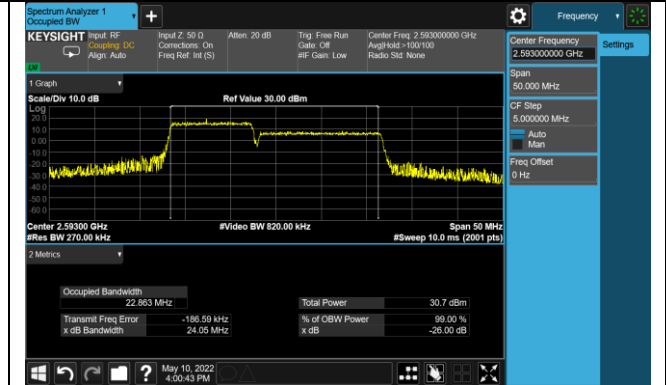 Spectrum Analyzer 1
Occupied BW
Frequency
KEYSIGHT
Input: RF
Coupling: DC
Align: Auto
Input Z: 50 Ω
Corrections: On
Freq Ref: Int (S)
Atten: 20 dB
Trig: Free Run
Gate: Off
#IF Gain: Low
Center Freq: 2.593000000 GHz
Avg|Hold:>100/100
Radio Std: None
Center Frequency
2.593000000 GHz
Settings
Span
50.000 MHz
CF Step
5.000000 MHz
Auto
Man
Freq Offset
0 Hz
1 Graph
Scale/Div 10.0 dB
Ref Value 30.00 dBm
Log
20.0
10.0
0.00
-10.0
-20.0
-30.0
-40.0
-50.0
-60.0
Center 2.59300 GHz
#Video BW 820.00 kHz
Span 50 MHz
#Res BW 270.00 kHz
#Sweep 10.0 ms (2001 pts)
2 Metrics
Occupied Bandwidth
22.863 MHz
Total Power
30.7 dBm
Transmit Freq Error
-186.59 kHz
% of OBW Power
99.00 %
x dB Bandwidth
24.05 MHz
x dB
-26.00 dB
May 10, 2022
4:00:43 PM